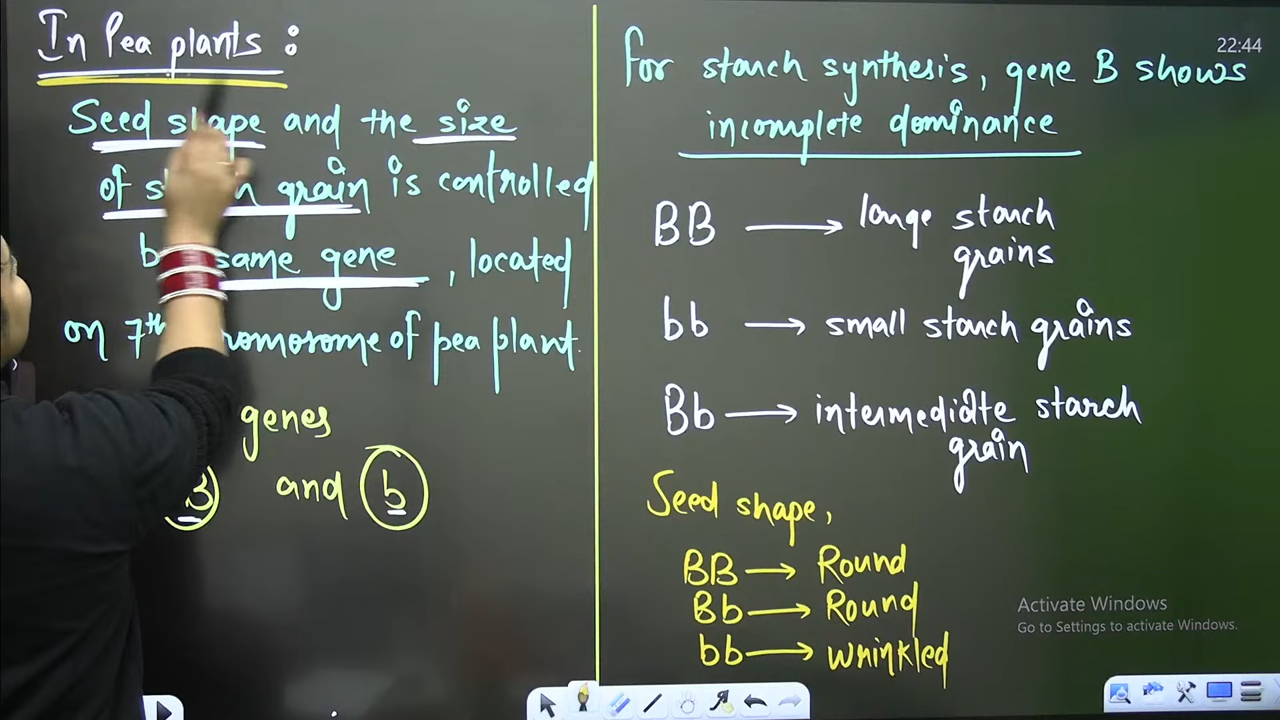 In Pea plants:
Seed shape and the size
of grain is controlled
same gene, located
on 7th of pea plant.
genes
B and b
22:44
for starch synthesis, gene B shows
incomplete dominance
BB → large starch
grains
bb → small starch grains
Bb → intermediate starch
grain
Seed shape,
BB → Round
Bb → Round
bb → wrinkled
Activate Windows
Go to Settings to activate Windows.